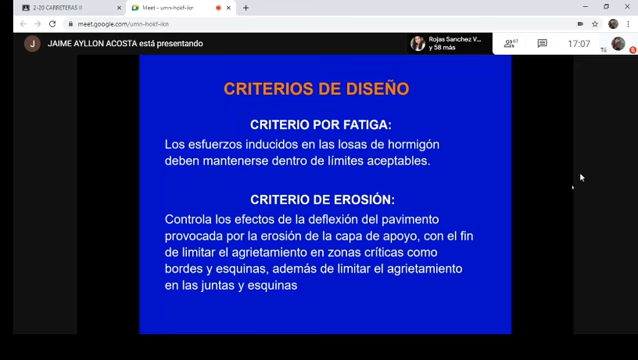 2-20 CARRETERAS II
Meet - umn-hokf-ikn
meet.google.com/umn-hokf-ikn
J JAIME AYLLON ACOSTA está presentando
Rojas Sanchez V...
y 58 más
61
17:07
CRITERIOS DE DISEÑO
CRITERIO POR FATIGA:
Los esfuerzos inducidos en las losas de hormigón
deben mantenerse dentro de límites aceptables.
CRITERIO DE EROSIÓN:
Controla los efectos de la deflexión del pavimento
provocada por la erosión de la capa de apoyo, con el fin
de limitar el agrietamiento en zonas críticas como
bordes y esquinas, además de limitar el agrietamiento
en las juntas y esquinas